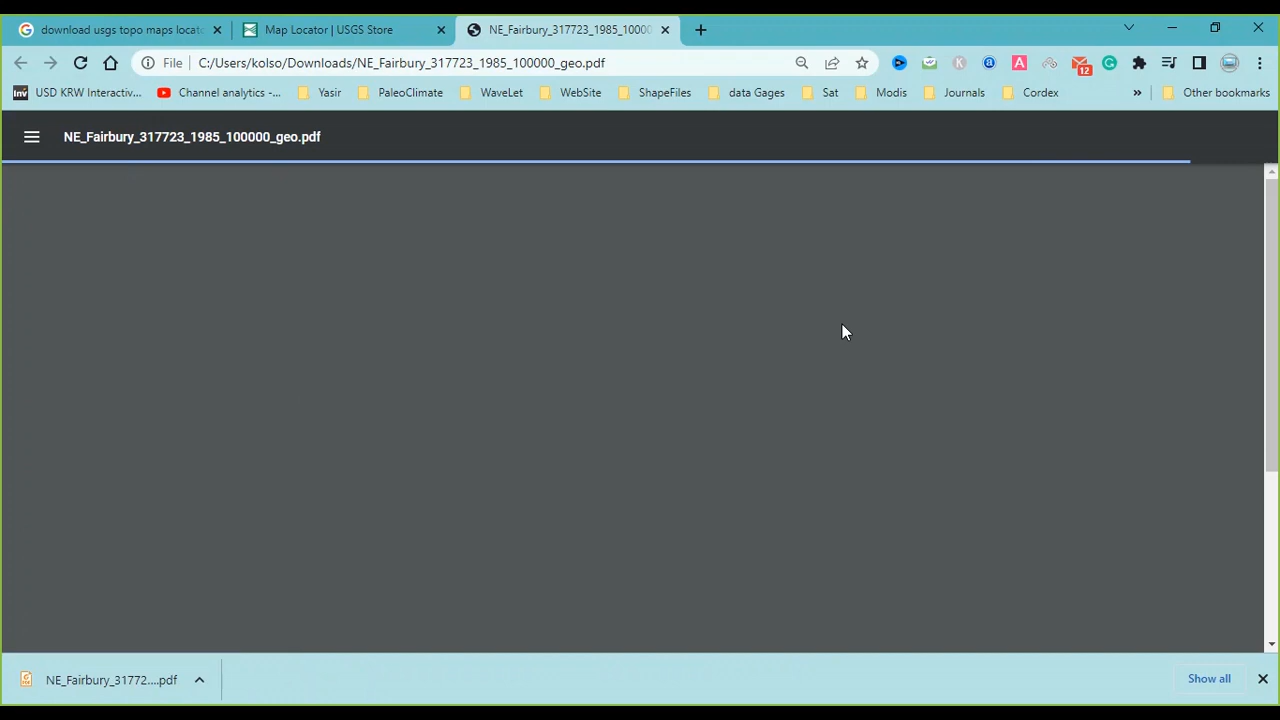 download usgs topo maps locat
Map Locator | USGS Store
NE_Fairbury_317723_1985_10000
File
C:/Users/kolso/Downloads/NE_Fairbury_317723_1985_100000_geo.pdf
12
Inv
USD KRW Interactiv...
Channel analytics -...
Yasir
PaleoClimate
WaveLet
WebSite
ShapeFiles
data Gages
Sat
Modis
Journals
Cordex
»
Other bookmarks
NE_Fairbury_317723_1985_100000_geo.pdf
NE_Fairbury_31772....pdf
Show all